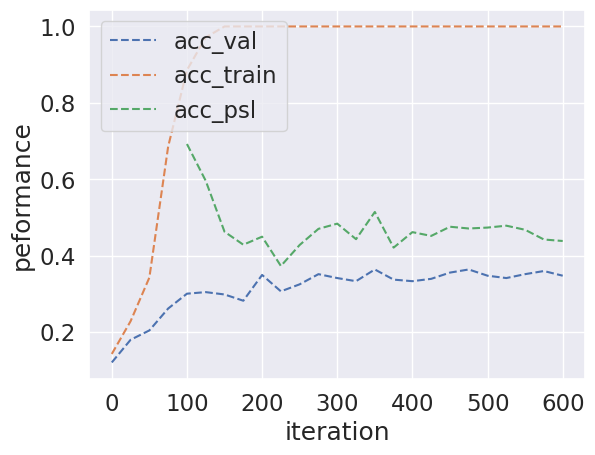 acc_val
acc_train
acc_psl
1.0
0.8
0.6
0.4
0.2
peformance
0 100 200 300 400 500 600
iteration